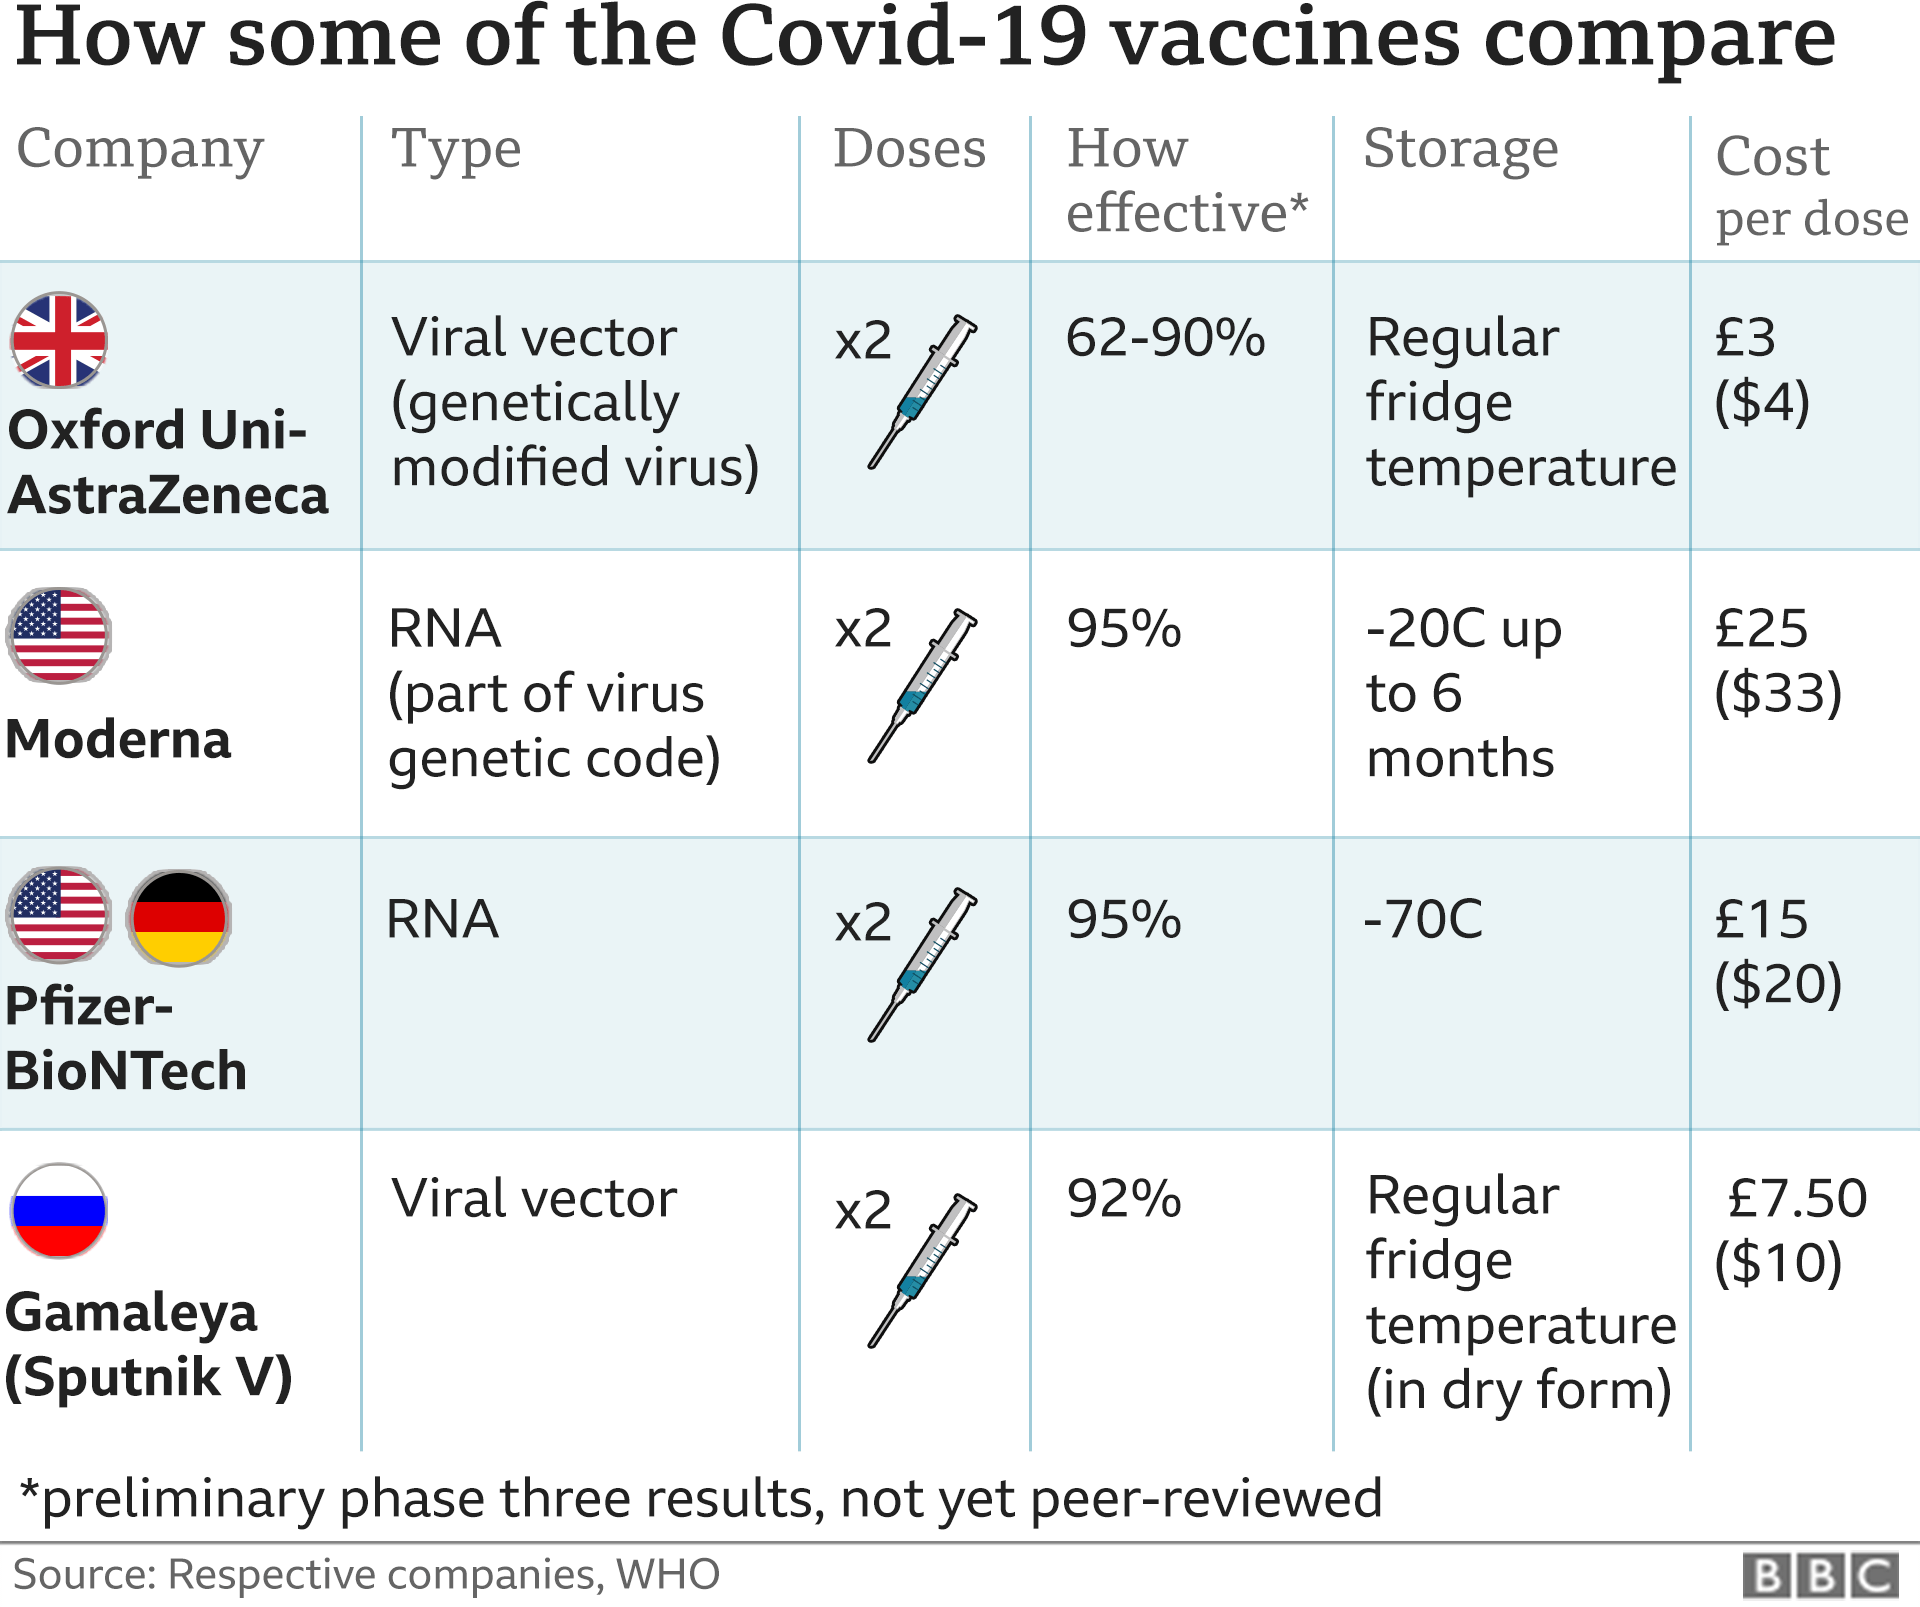 How some of the Covid-19 vaccines compare
Company
Type
Doses
How
effective*
Storage
Cost
per dose
Oxford Uni-
AstraZeneca
Viral vector
(genetically
modified virus)
x2
62-90%
Regular
fridge
temperature
£3
($4)
Moderna
RNA
(part of virus
genetic code)
x2
95%
-20C up
to 6
months
£25
($33)
Pfizer-
BioNTech
RNA
x2
95%
-70C
£15
($20)
Gamaleya
(Sputnik V)
Viral vector
x2
92%
Regular
fridge
temperature
(in dry form)
£7.50
($10)
*preliminary phase three results, not yet peer-reviewed
Source: Respective companies, WHO
BBC